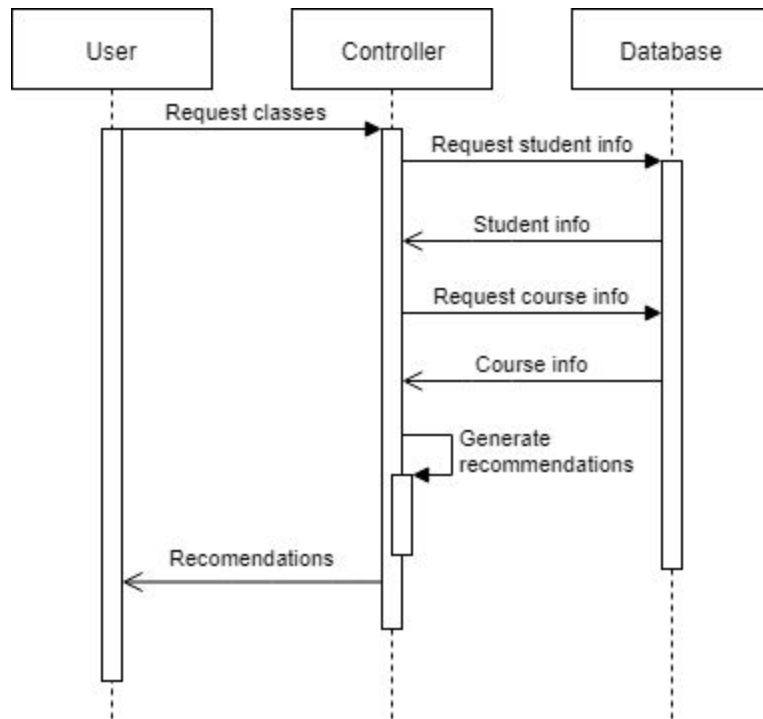 User
Controller
Database
Request classes
Request student info
Student info
Request course info
Course info
Generate
recommendations
Recomendations